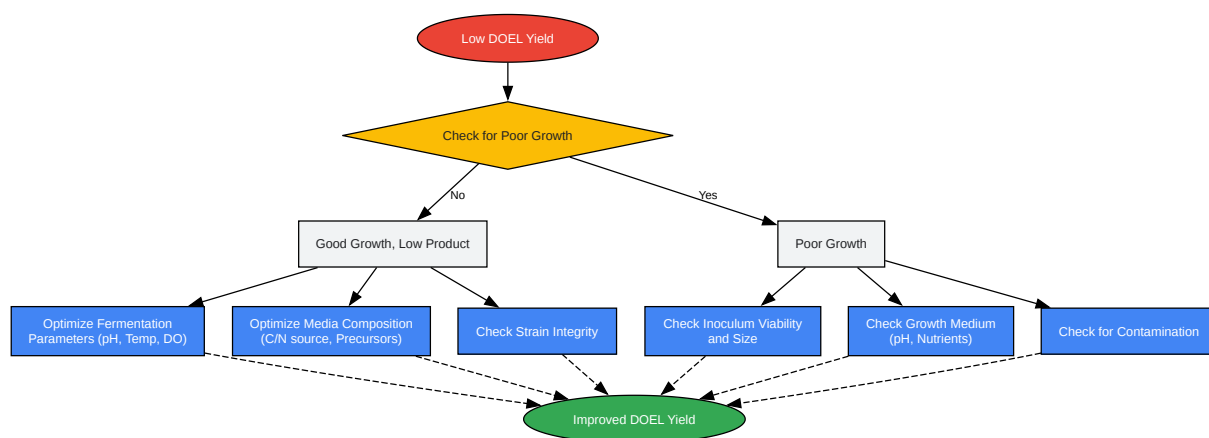 Low DOEL Yield
Check for Poor Growth
No
Yes
Good Growth, Low Product
Poor Growth
Optimize Fermentation
Parameters (pH, Temp, DO)
Optimize Media Composition
(C/N source, Precursors)
Check Strain Integrity
Check Inoculum Viability
and Size
Check Growth Medium
(pH, Nutrients)
Check for Contamination
Improved DOEL Yield